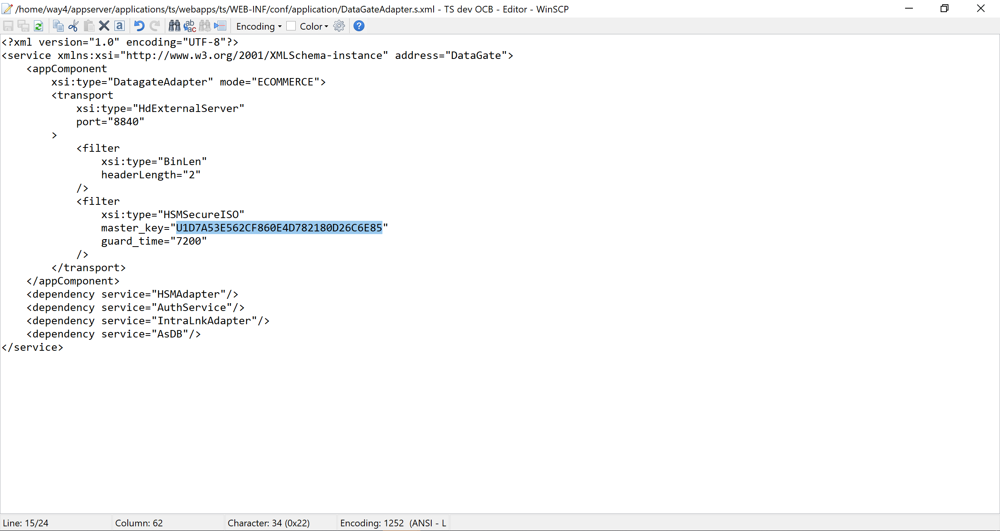 /home/way4/appserver/applications/ts/webapps/ts/WEB-INF/conf/application/DataGateAdapter.s.xml - TS dev OCB - Editor - WinSCP
Encoding Color
<?xml version="1.0" encoding="UTF-8"?>
<service xmlns:xsi="http://www.w3.org/2001/XMLSchema-instance" address="DataGate">
    <appComponent
        xsi:type="DatagateAdapter" mode="ECOMMERCE">
        <transport
            xsi:type="HdExternalServer"
            port="8840"
        >
            <filter
                xsi:type="BinLen"
                headerLength="2"
            />
            <filter
                xsi:type="HSMSecureISO"
                master_key="U1D7A53E562CF860E4D782180D26C6E85"
                guard_time="7200"
            />
        </transport>
    </appComponent>
    <dependency service="HSMAdapter"/>
    <dependency service="AuthService"/>
    <dependency service="IntraLnkAdapter"/>
    <dependency service="AsDB"/>
</service>
Line: 15/24 Column: 62 Character: 34 (0x22) Encoding: 1252 (ANSI - L